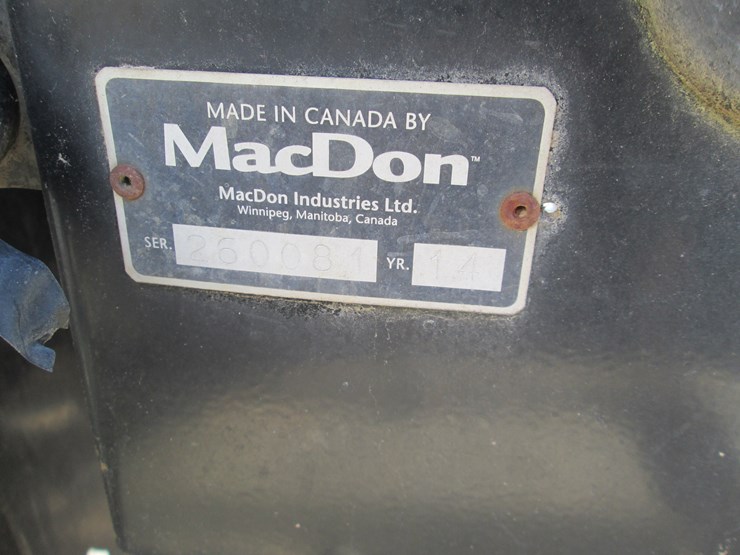 MADE IN CANADA BY
MacDon™
MacDon Industries Ltd.
Winnipeg, Manitoba, Canada
SER. 260081 YR. 14